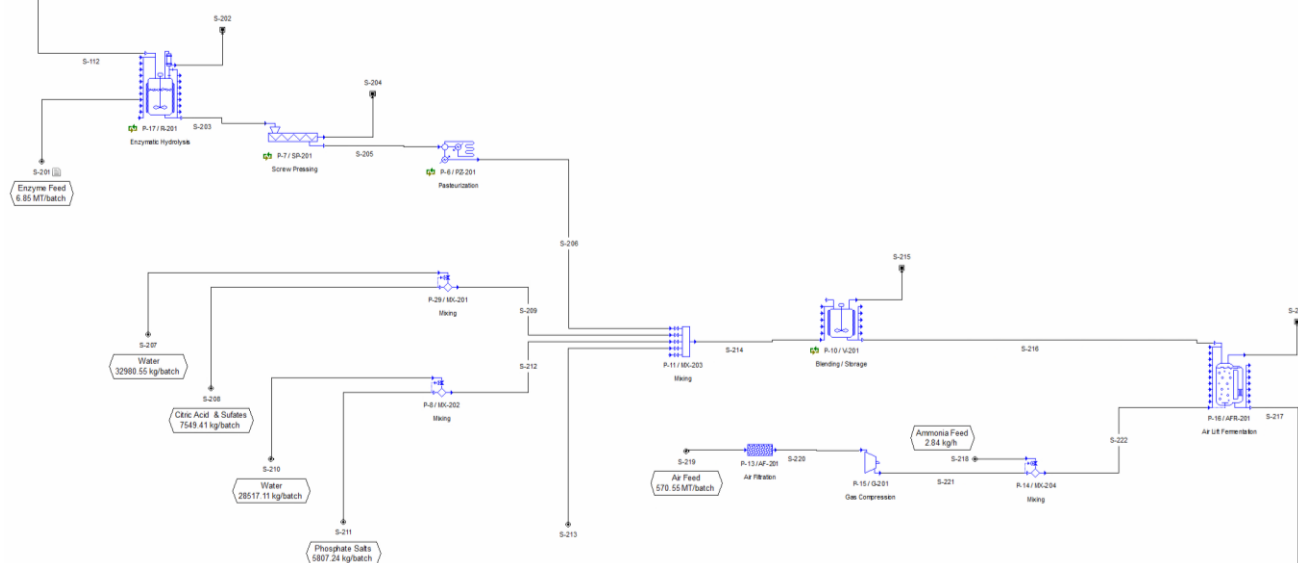 S-202
S-112
S-204
S-201
P-17 / R-201
Enzymatic Hydrolysis
S-203
P-7 / SP-201
Screw Pressing
S-205
P-6 / PZ-201
Pasteurization
Enzyme Feed
6.85 MT/batch
S-206
S-215
P-29 / MX-201
Mixing
S-209
S-207
Water
32980.55 kg/batch
S-208
Citric Acid & Sulfates
7549.41 kg/batch
S-212
P-8 / MX-202
Mixing
P-11 / MX-203
Mixing
S-214
P-10 / V-201
Blending / Storage
S-216
S-2
P-16 / AFR-201
Air Lift Fermentation
S-217
S-210
Water
28517.11 kg/batch
S-211
Phosphate Salts
5807.24 kg/batch
S-213
S-219
Air Feed
570.55 MT/batch
P-13 / AF-201
Air Filtration
S-220
P-15 / G-201
Gas Compression
S-221
Ammonia Feed
2.84 kg/h
S-218
P-14 / MX-204
Mixing
S-222